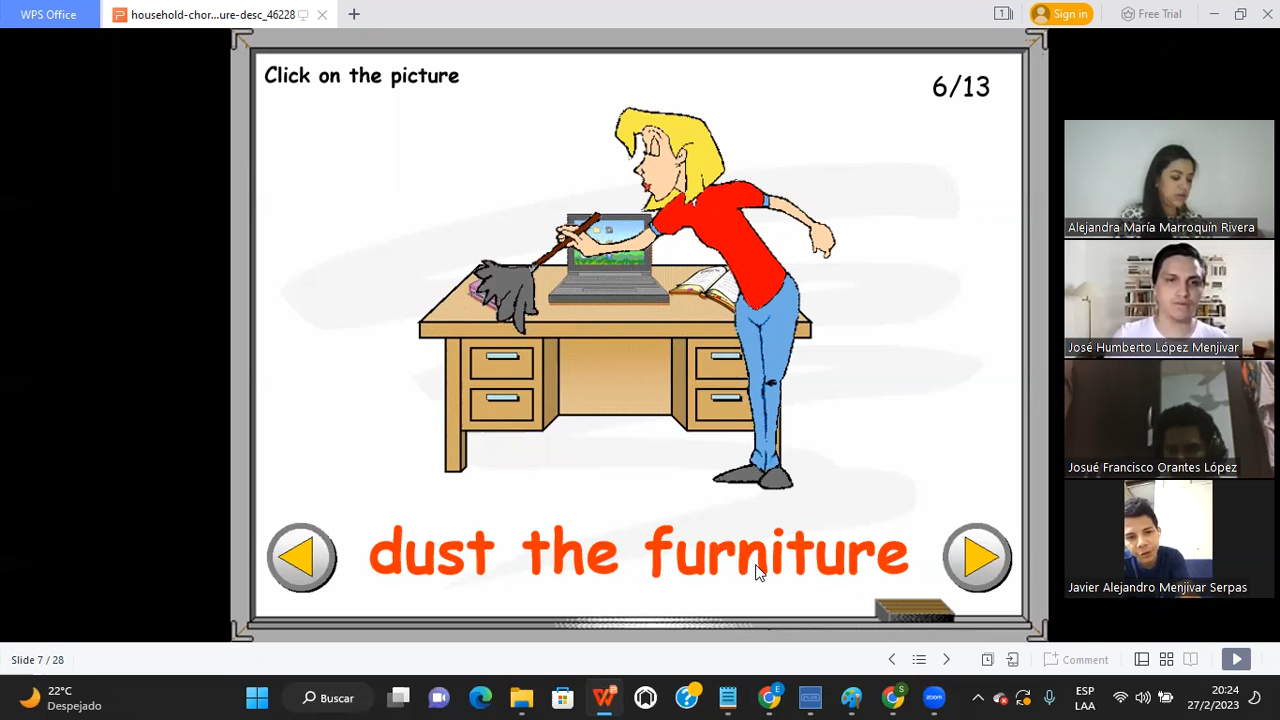 WPS Office
household-chor...ure-desc_46228
1
Sign in
Free Trial
Click on the picture
6/13
dust the furniture
Alejandra María Marroquín Rivera
José Humberto López Menjivar
Josué Francisco Orantes López
Javier Alejandro Menjivar Serpas
Slide 7 / 28
Comment
22°C
Despejado
Buscar
E
S
zoom
ESP
LAA
20:24
27/2/2023